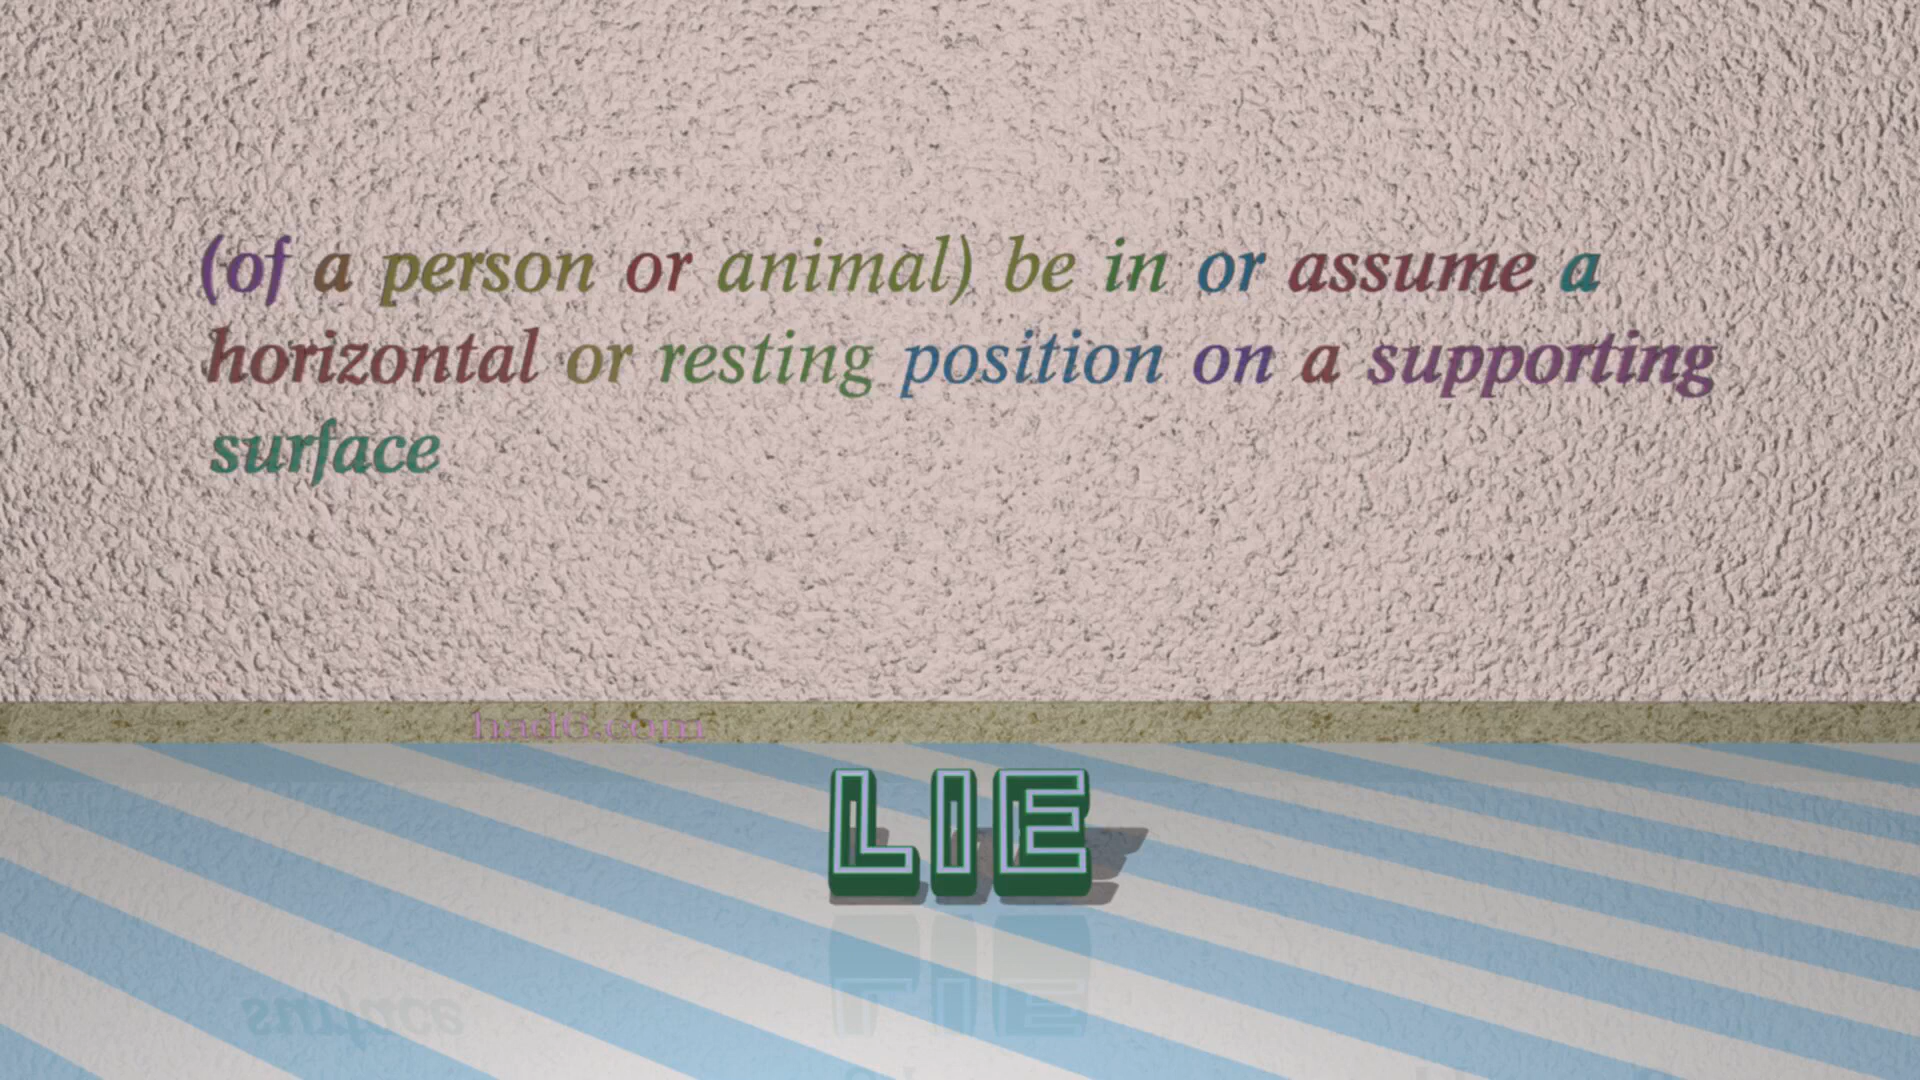 (of a person or animal) be in or assume a
horizontal or resting position on a supporting
surface
had6.com
LIE